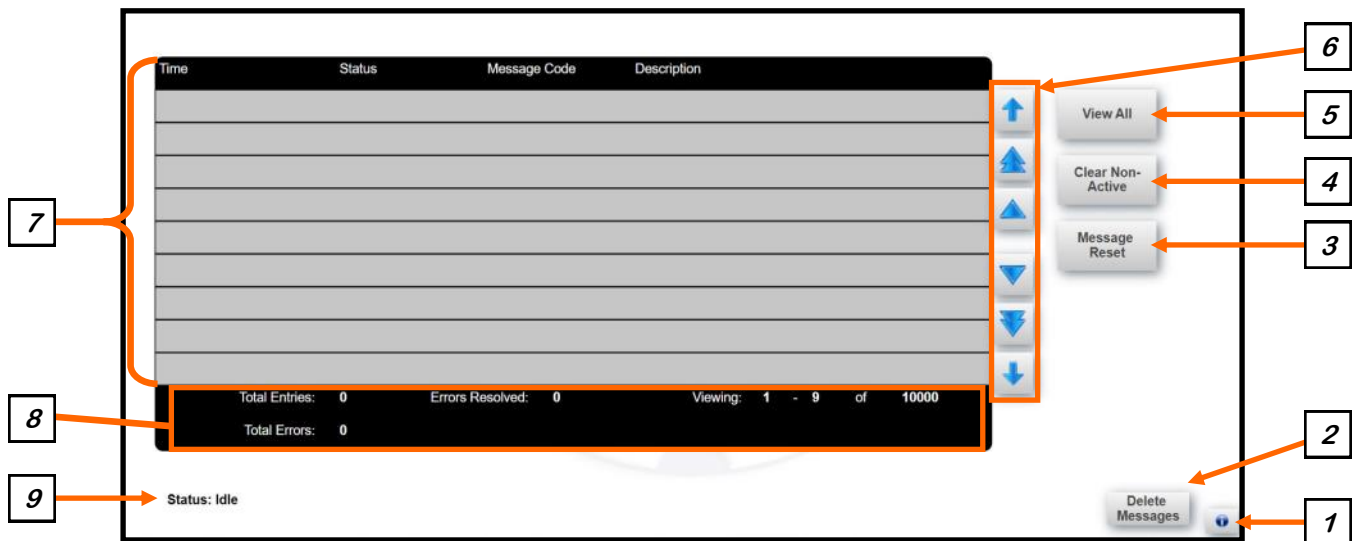 6
Time Status Message Code Description
View All
5
Clear Non-
Active
4
7
Message
Reset
3
Total Entries: 0 Errors Resolved: 0 Viewing: 1 - 9 of 10000
8
Total Errors: 0
2
Status: Idle
9
Delete
Messages
1